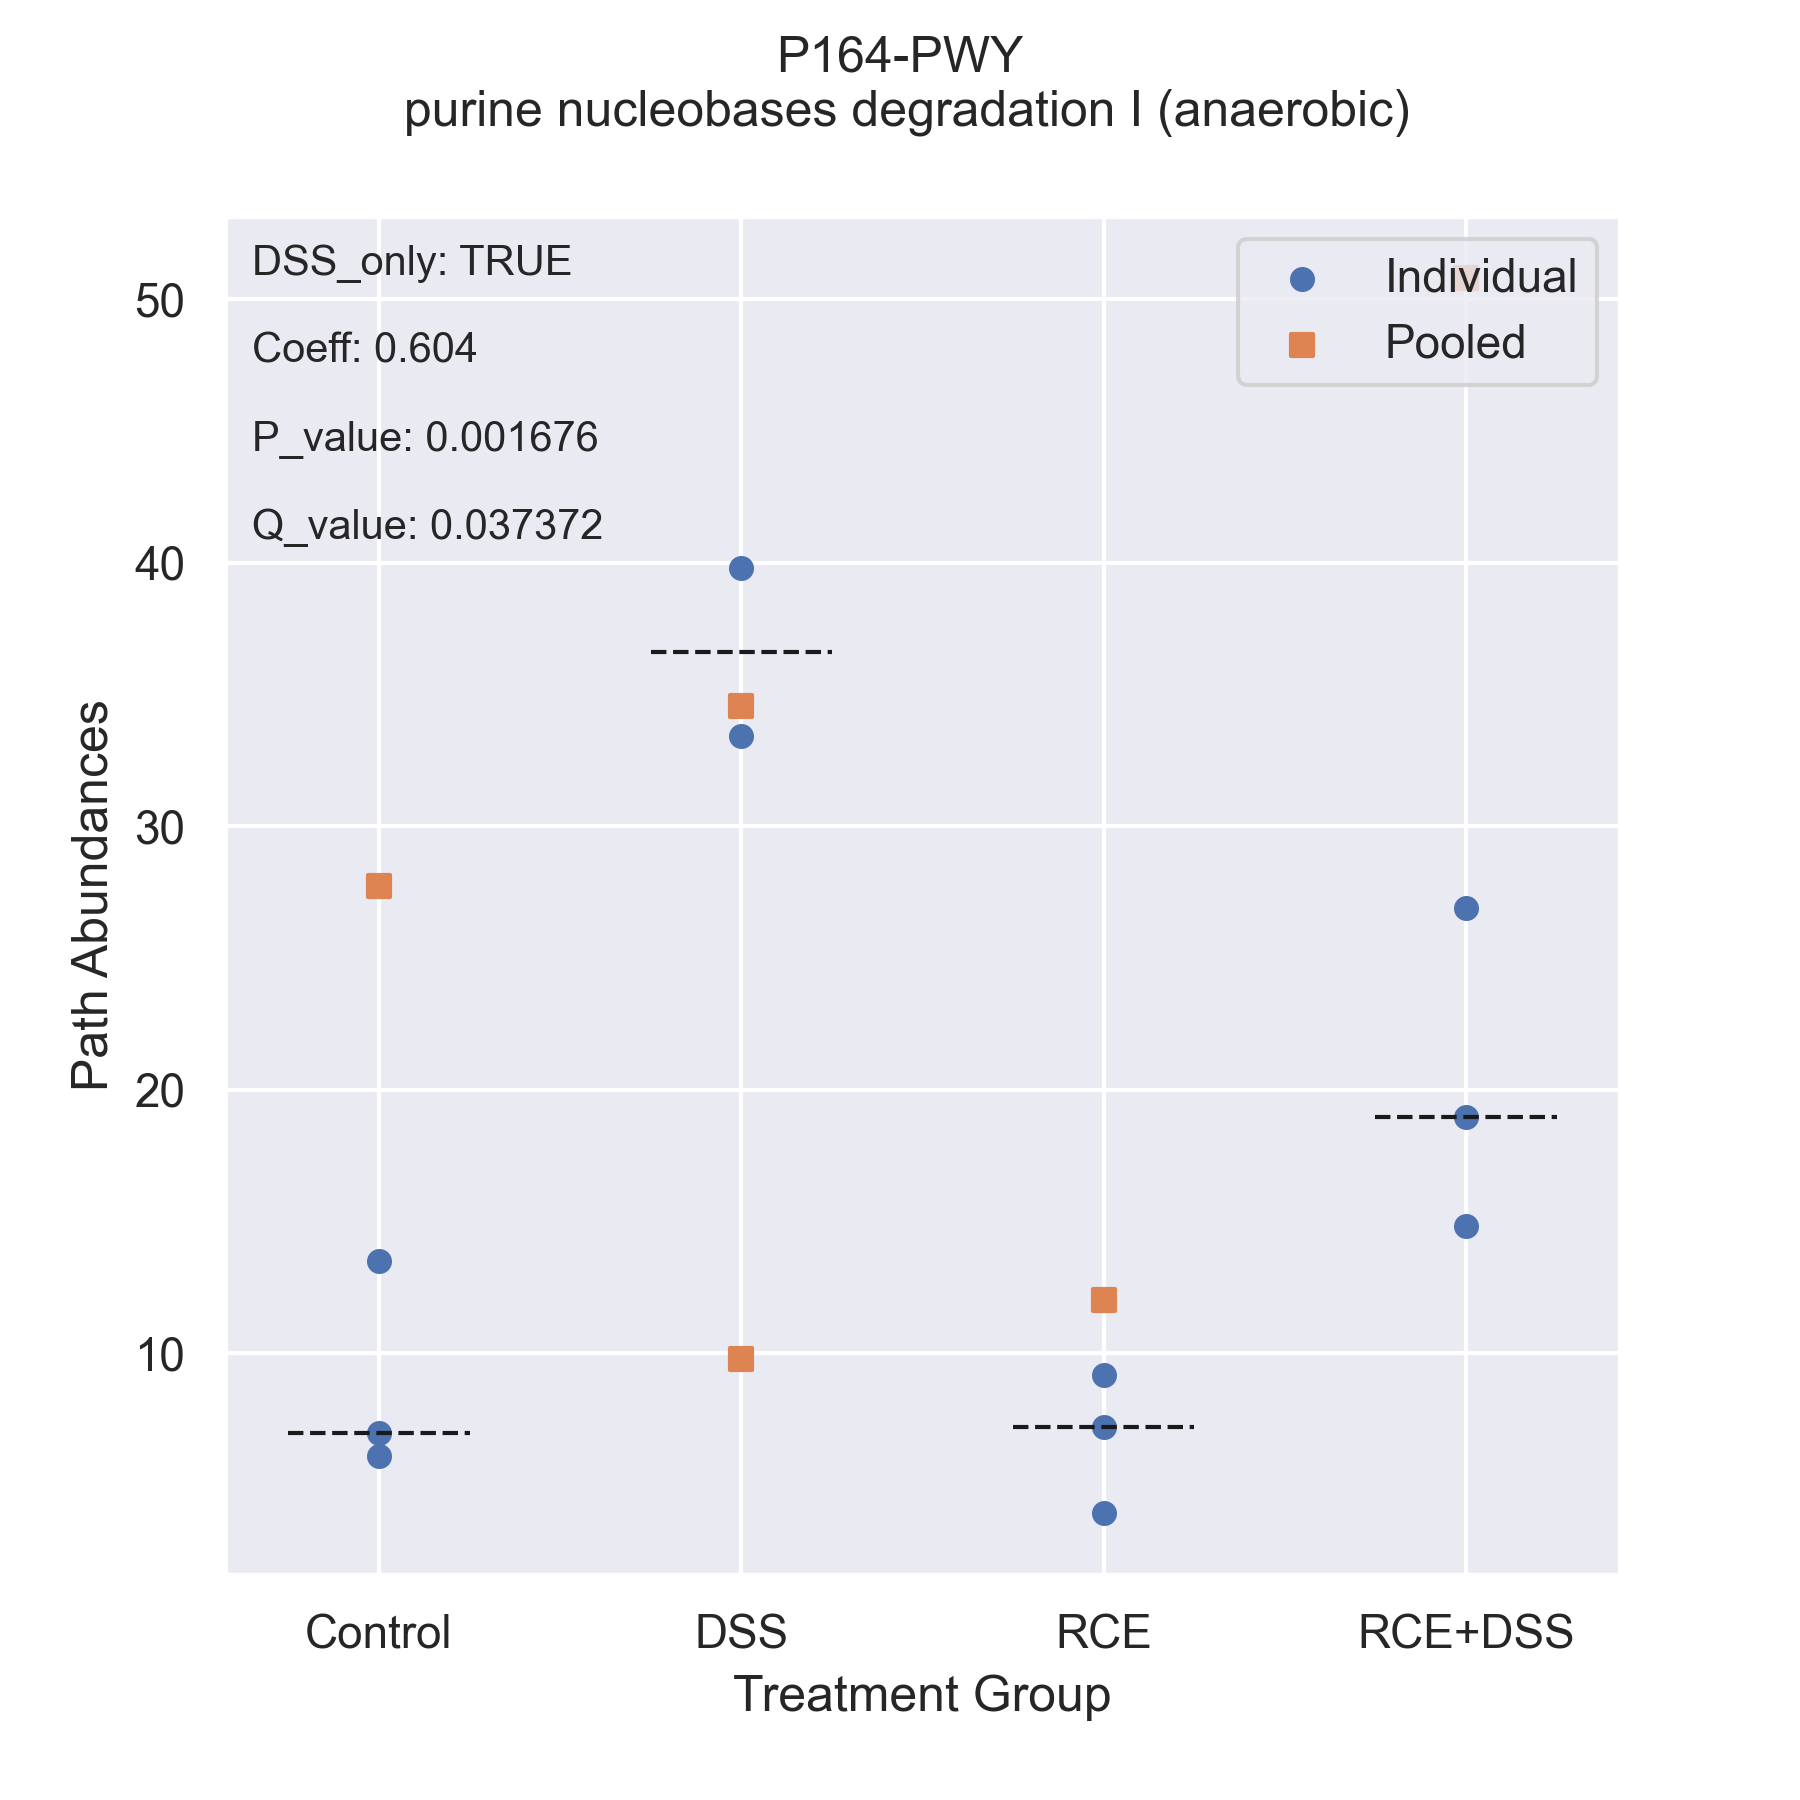 P164-PWY
purine nucleobases degradation I (anaerobic)
DSS_only: TRUE
Coeff: 0.604
P_value: 0.001676
Q_value: 0.037372
Individual
Pooled
50
40
30
20
10
Path Abundances
Control
DSS
RCE
RCE+DSS
Treatment Group